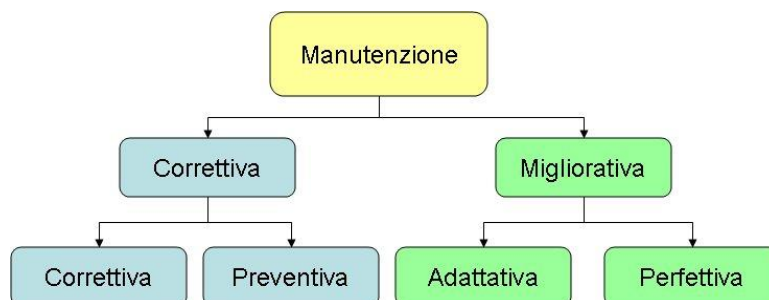 Manutenzione
Correttiva
Migliorativa
Correttiva
Preventiva
Adattativa
Perfettiva